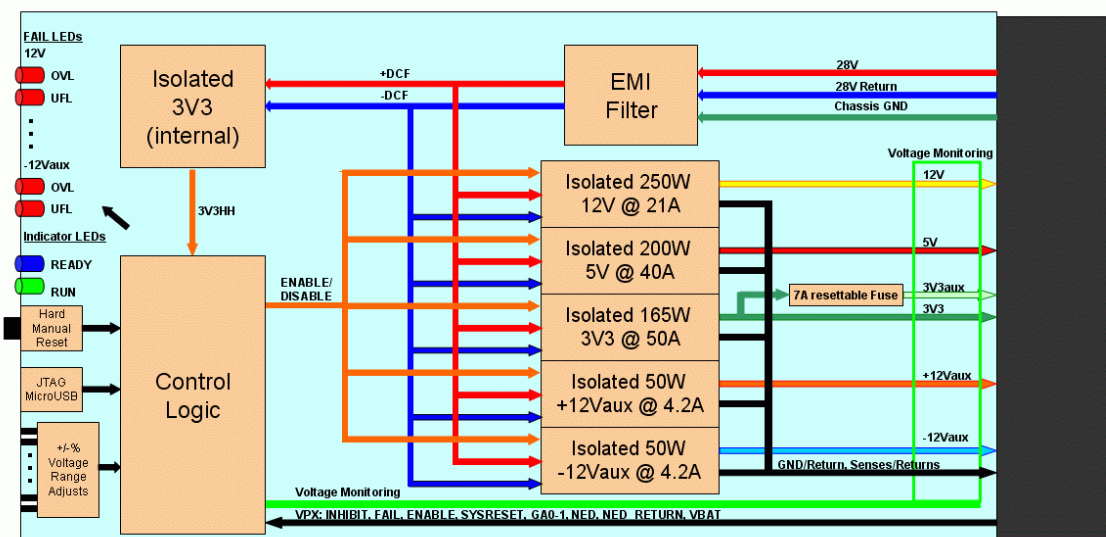 FAIL LEDs
12V
OVL
UFL
-12Vaux
OVL
UFL
Indicator LEDs
READY
RUN
Hard
Manual
Reset
JTAG
MicroUSB
+/-%
Voltage
Range
Adjusts
Isolated
3V3
(internal)
3V3HH
Control
Logic
+DCF
-DCF
ENABLE/
DISABLE
EMI
Filter
28V
28V Return
Chassis GND
Isolated 250W
12V @ 21A
Isolated 200W
5V @ 40A
Isolated 165W
3V3 @ 50A
Isolated 50W
+12Vaux @ 4.2A
Isolated 50W
-12Vaux @ 4.2A
Voltage Monitoring
12V
5V
7A resettable Fuse
3V3aux
3V3
+12Vaux
-12Vaux
GND/Return, Senses/Returns
Voltage Monitoring
VPX: INHIBIT, FAIL, ENABLE, SYSRESET, GA0-1, NED, NED_RETURN, VBAT